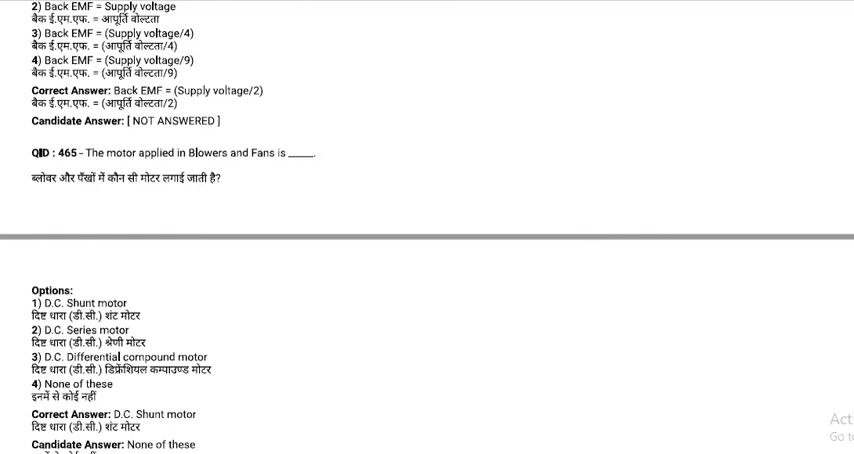 2) Back EMF = Supply voltage
बैक ई.एम.एफ. = आपूर्ति वोल्टता
3) Back EMF = (Supply voltage/4)
बैक ई.एम.एफ. = (आपूर्ति वोल्टता/4)
4) Back EMF = (Supply voltage/9)
बैक ई.एम.एफ. = (आपूर्ति वोल्टता/9)
Correct Answer: Back EMF = (Supply voltage/2)
बैक ई.एम.एफ. = (आपूर्ति वोल्टता/2)
Candidate Answer: [ NOT ANSWERED ]
QID : 465 - The motor applied in Blowers and Fans is _____.
ब्लोवर और पँखों में कौन सी मोटर लगाई जाती है?
Options:
1) D.C. Shunt motor
दिष्ट धारा (डी.सी.) शंट मोटर
2) D.C. Series motor
दिष्ट धारा (डी.सी.) श्रेणी मोटर
3) D.C. Differential compound motor
दिष्ट धारा (डी.सी.) डिफ्रेंशियल कम्पाउण्ड मोटर
4) None of these
इनमें से कोई नहीं
Correct Answer: D.C. Shunt motor
दिष्ट धारा (डी.सी.) शंट मोटर
Candidate Answer: None of these